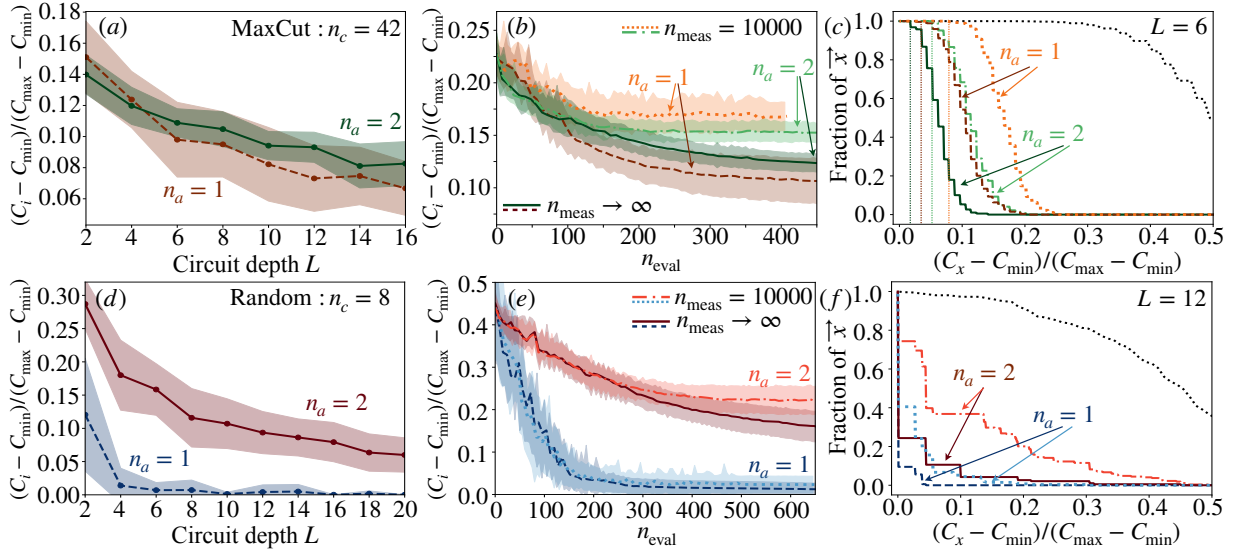 (a) MaxCut : n_c = 42
(C_i − C_min)/(C_max − C_min)
0.18
0.16
0.14
0.12
0.10
0.08
0.06
n_a = 2
n_a = 1
2 4 6 8 10 12 14 16
Circuit depth L
(b) n_meas = 10000
(C_i − C_min)/(C_max − C_min)
0.25
0.20
0.15
0.10
n_a = 1
n_a = 2
n_meas → ∞
0 100 200 300 400
n_eval
(c) L = 6
Fraction of x⃗
1.0
0.8
0.6
0.4
0.2
0.0
n_a = 1
n_a = 2
0.0 0.1 0.2 0.3 0.4 0.5
(C_x − C_min)/(C_max − C_min)
(d) Random : n_c = 8
(C_i − C_min)/(C_max − C_min)
0.30
0.25
0.20
0.15
0.10
0.05
0.00
n_a = 2
n_a = 1
2 4 6 8 10 12 14 16 18 20
Circuit depth L
(e) n_meas = 10000
n_meas → ∞
(C_i − C_min)/(C_max − C_min)
0.5
0.4
0.3
0.2
0.1
0.0
n_a = 2
n_a = 1
0 100 200 300 400 500 600
n_eval
(f) L = 12
Fraction of x⃗
1.0
0.8
0.6
0.4
0.2
0.0
n_a = 2
n_a = 1
0.0 0.1 0.2 0.3 0.4 0.5
(C_x − C_min)/(C_max − C_min)